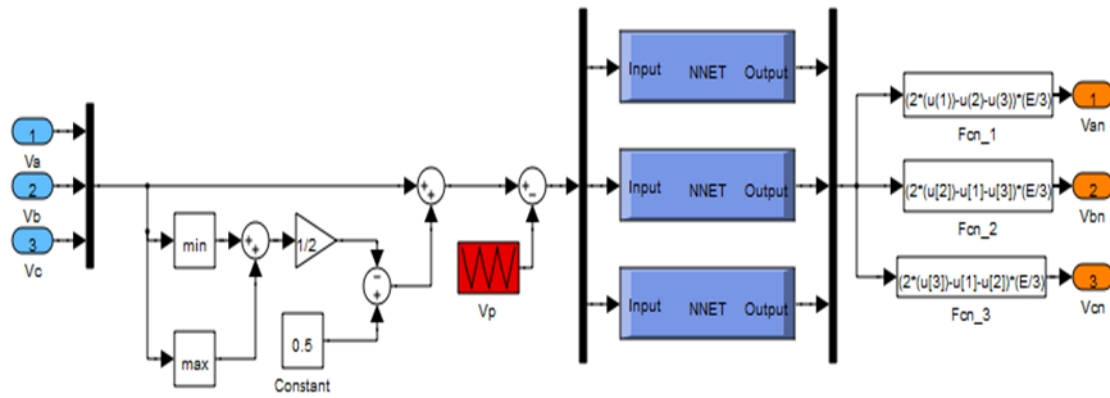 1
Va
2
Vb
3
Vc
min
max
+
+
1/2
-
+
0.5
Constant
+
+
+
-
Vp
Input NNET Output
Input NNET Output
Input NNET Output
(2*(u(1))-u(2)-u(3))*(E/3)
Fcn_1
(2*(u[2])-u[1]-u[3])*(E/3)
Fcn_2
(2*(u[3])-u[1]-u[2])*(E/3)
Fcn_3
1
Van
2
Vbn
3
Vcn